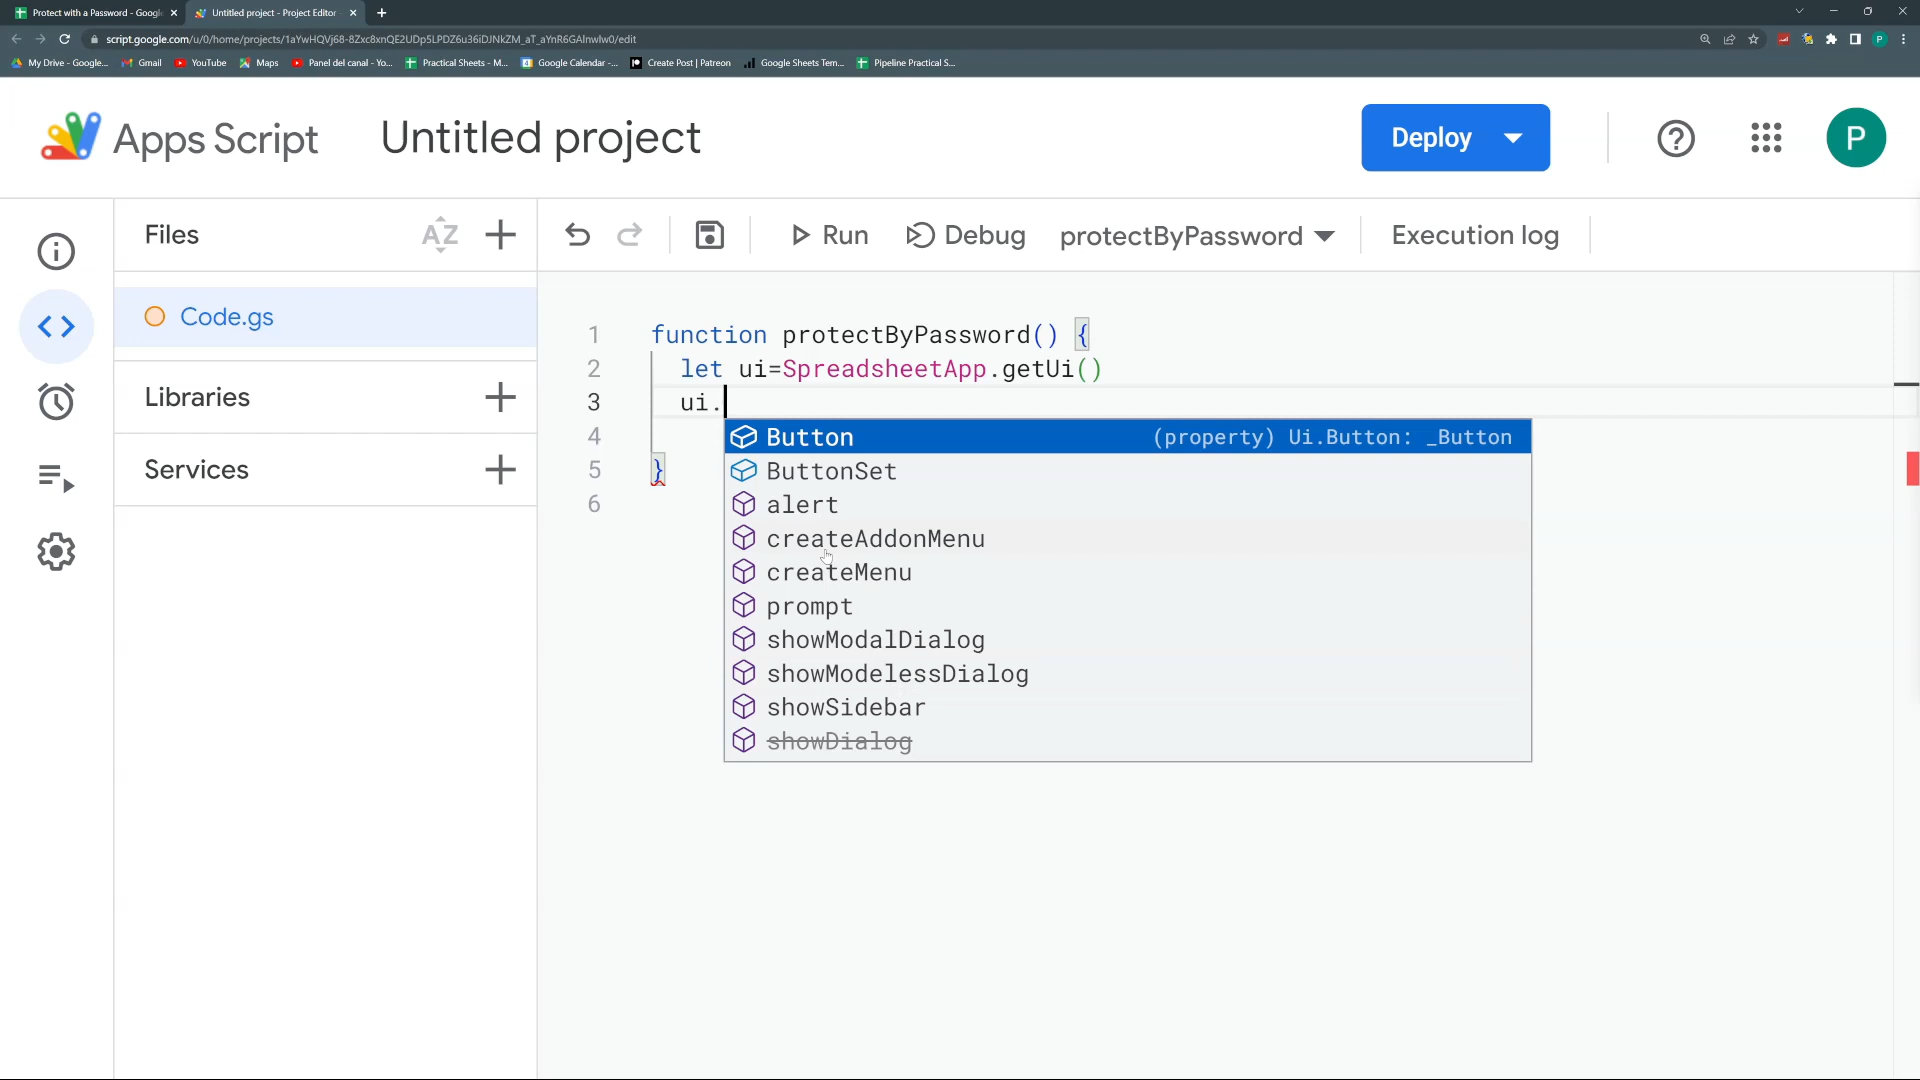 Protect with a Password - Googl
Untitled project - Project Editor
script.google.com/u/0/home/projects/1aYwHQVj68-8Zxc8xnQE2UDp5LPDZ6u36iDJNkZM_aT_aYnR6GAlnwlw0/edit
My Drive - Google... Gmail YouTube Maps Panel del canal - Yo... Practical Sheets - M... Google Calendar -... Create Post | Patreon Google Sheets Tem... Pipeline Practical S...
Apps Script Untitled project Deploy P
Files AZ Run Debug protectByPassword Execution log
Code.gs
Libraries
Services
1 function protectByPassword() {
2 let ui=SpreadsheetApp.getUi()
3 ui.
4
5 }
6
Button (property) Ui.Button: _Button
ButtonSet
alert
createAddonMenu
createMenu
prompt
showModalDialog
showModelessDialog
showSidebar
showDialog